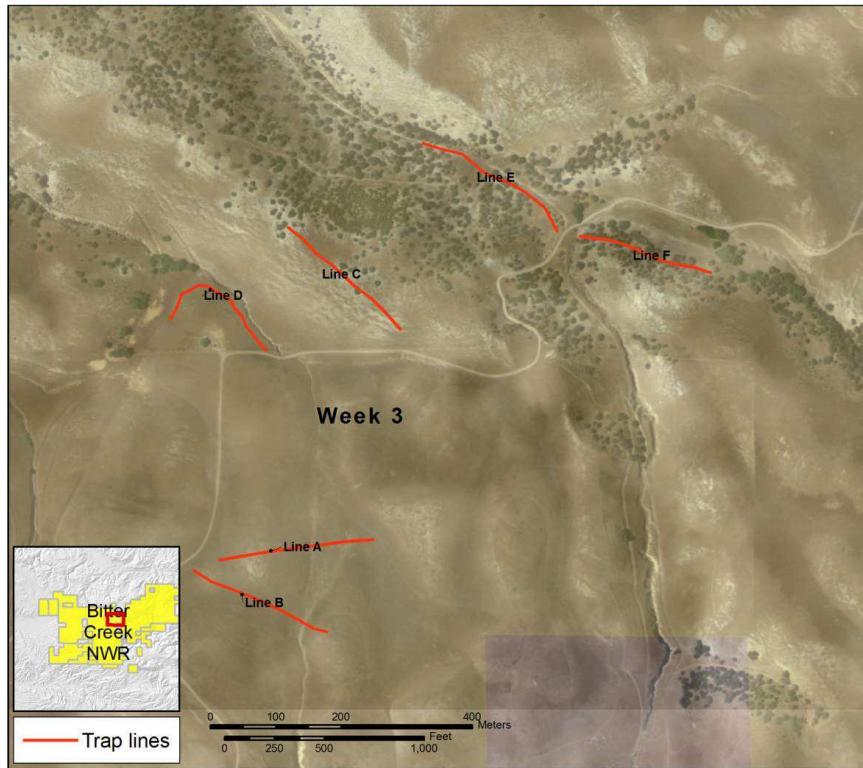 Line E
Line F
Line C
Line D
Week 3
Line A
Line B
Bitter
Creek
NWR
Trap lines
0 100 200 400
Meters
Feet
0 250 500 1,000